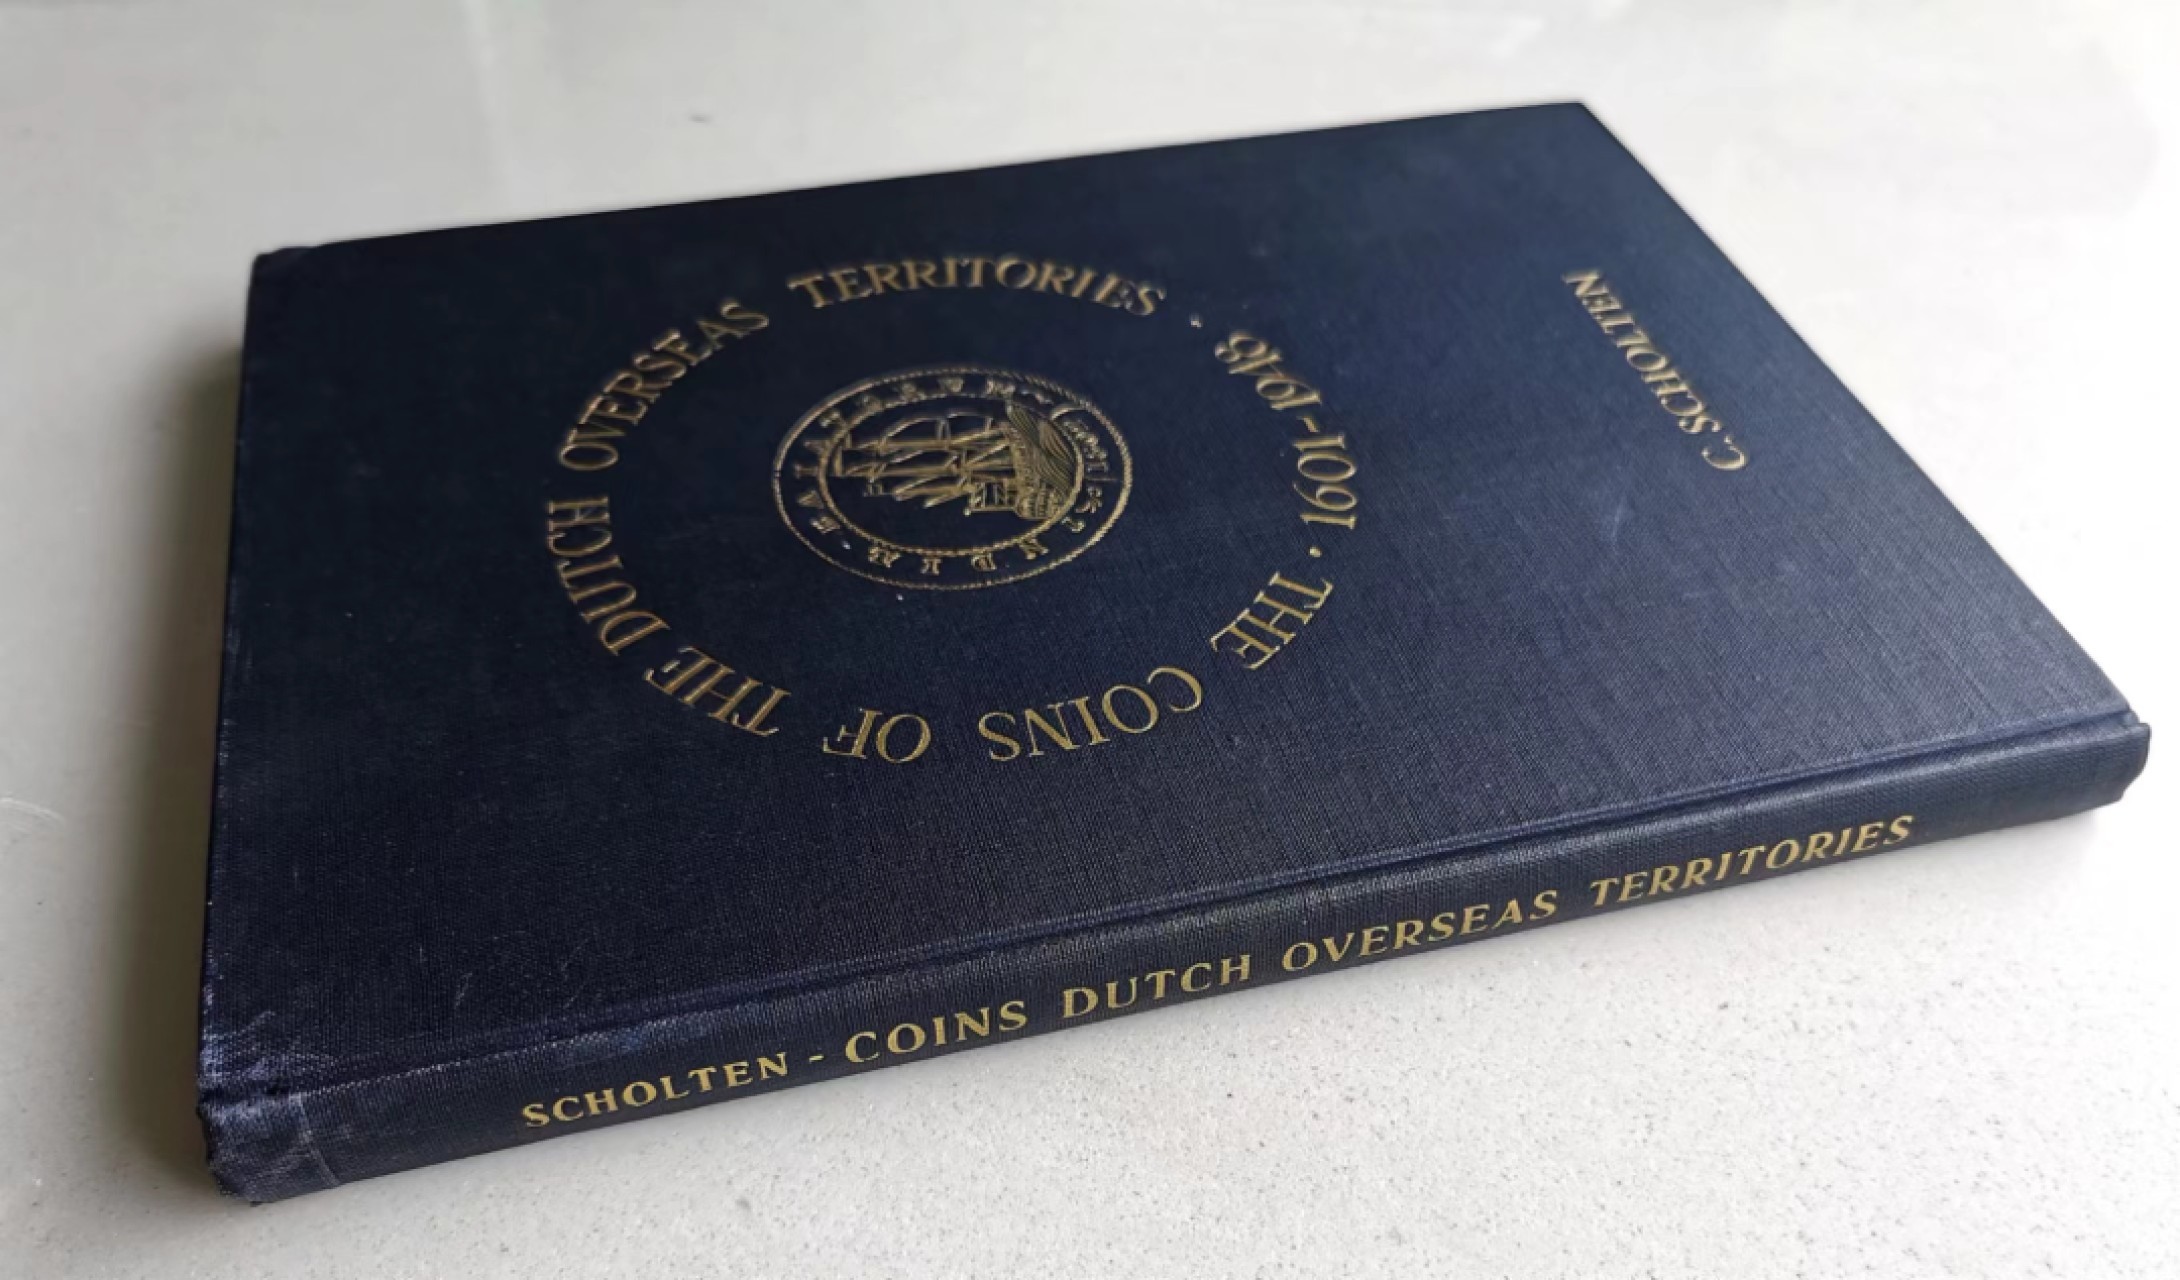 C. SCHOLTEN
THE COINS OF THE DUTCH OVERSEAS TERRITORIES • 1601-1948 •
SCHOLTEN - COINS DUTCH OVERSEAS TERRITORIES